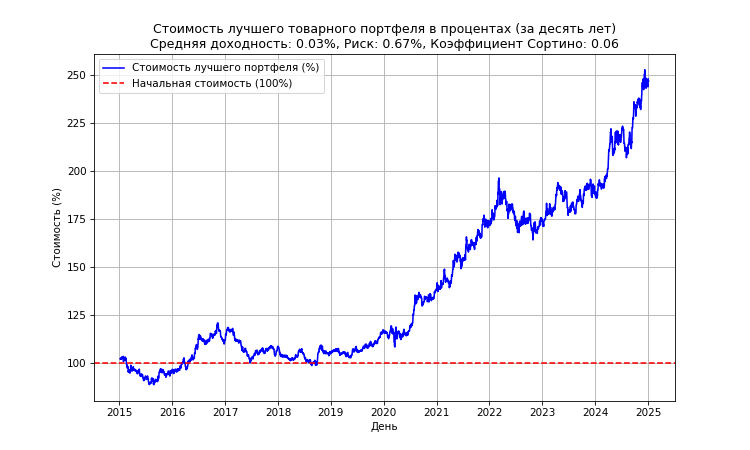 Стоимость лучшего товарного портфеля в процентах (за десять лет)
Средняя доходность: 0.03%, Риск: 0.67%, Коэффициент Сортино: 0.06
Стоимость лучшего портфеля (%)
Начальная стоимость (100%)
Стоимость (%)
250
225
200
175
150
125
100
2015 2016 2017 2018 2019 2020 2021 2022 2023 2024 2025
День